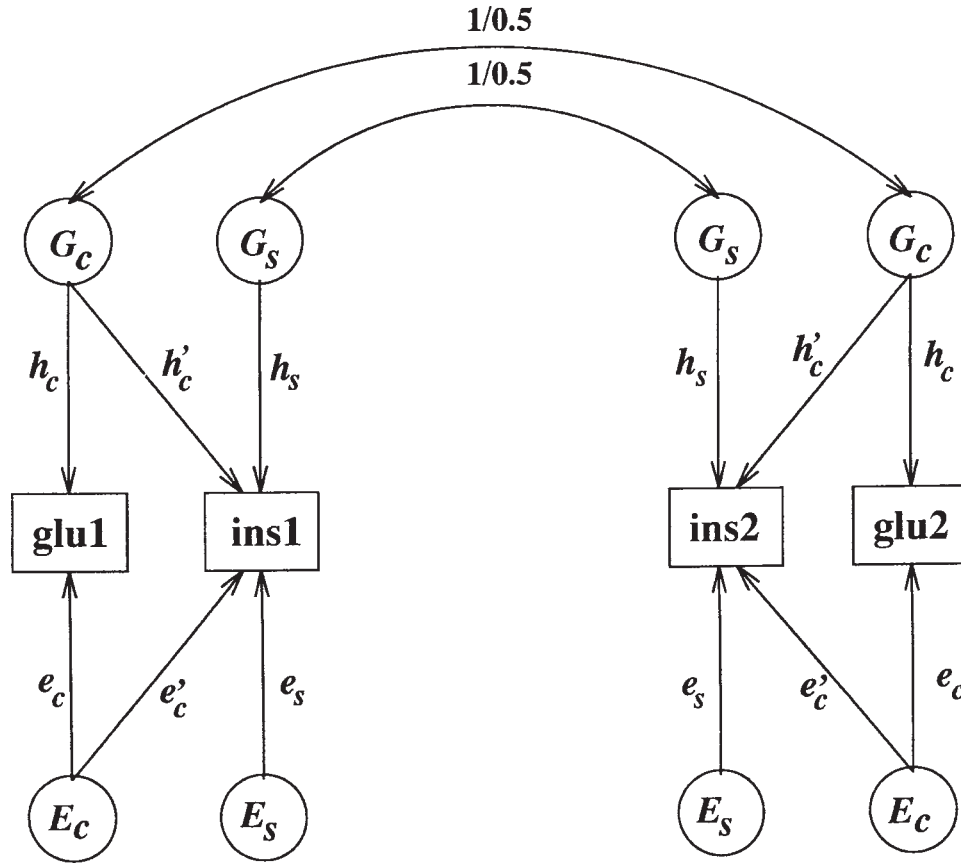 1/0.5
1/0.5
G_c G_s G_s G_c
h_c h'_c h_s h_s h'_c h_c
glu1 ins1 ins2 glu2
e_c e'_c e_s e_s e'_c e_c
E_c E_s E_s E_c